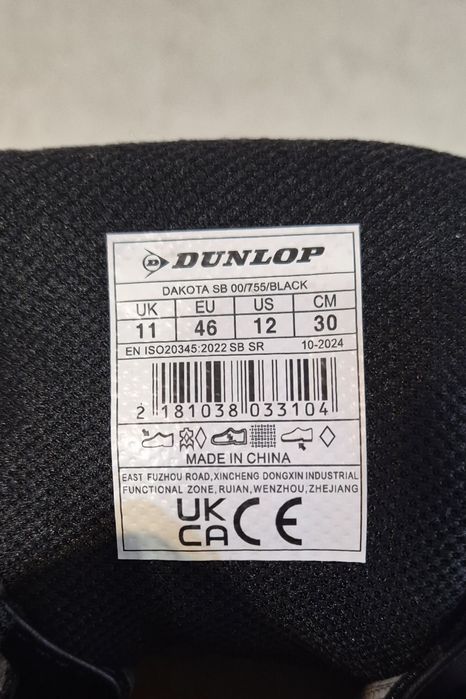 DUNLOP
DAKOTA SB 00/755/BLACK
UK EU US CM
11 46 12 30
EN ISO20345:2022 SB SR 10-2024
2 181038 033104
MADE IN CHINA
EAST FUZHOU ROAD,XINCHENG DONGXIN INDUSTRIAL
FUNCTIONAL ZONE, RUIAN,WENZHOU,ZHEJIANG
UK
CA CE